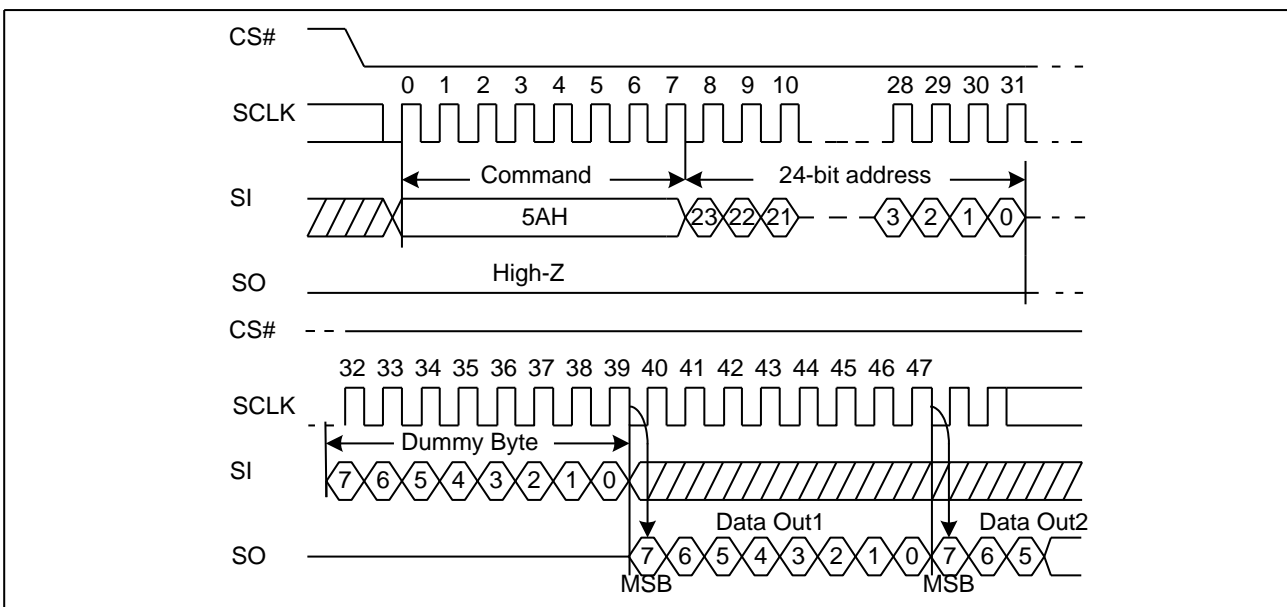 CS#
0 1 2 3 4 5 6 7 8 9 10 28 29 30 31
SCLK
Command 24-bit address
SI
5AH 23 22 21 3 2 1 0
High-Z
SO
CS#
32 33 34 35 36 37 38 39 40 41 42 43 44 45 46 47
SCLK
Dummy Byte
SI
7 6 5 4 3 2 1 0
Data Out1 Data Out2
SO
7 6 5 4 3 2 1 0 7 6 5
MSB MSB